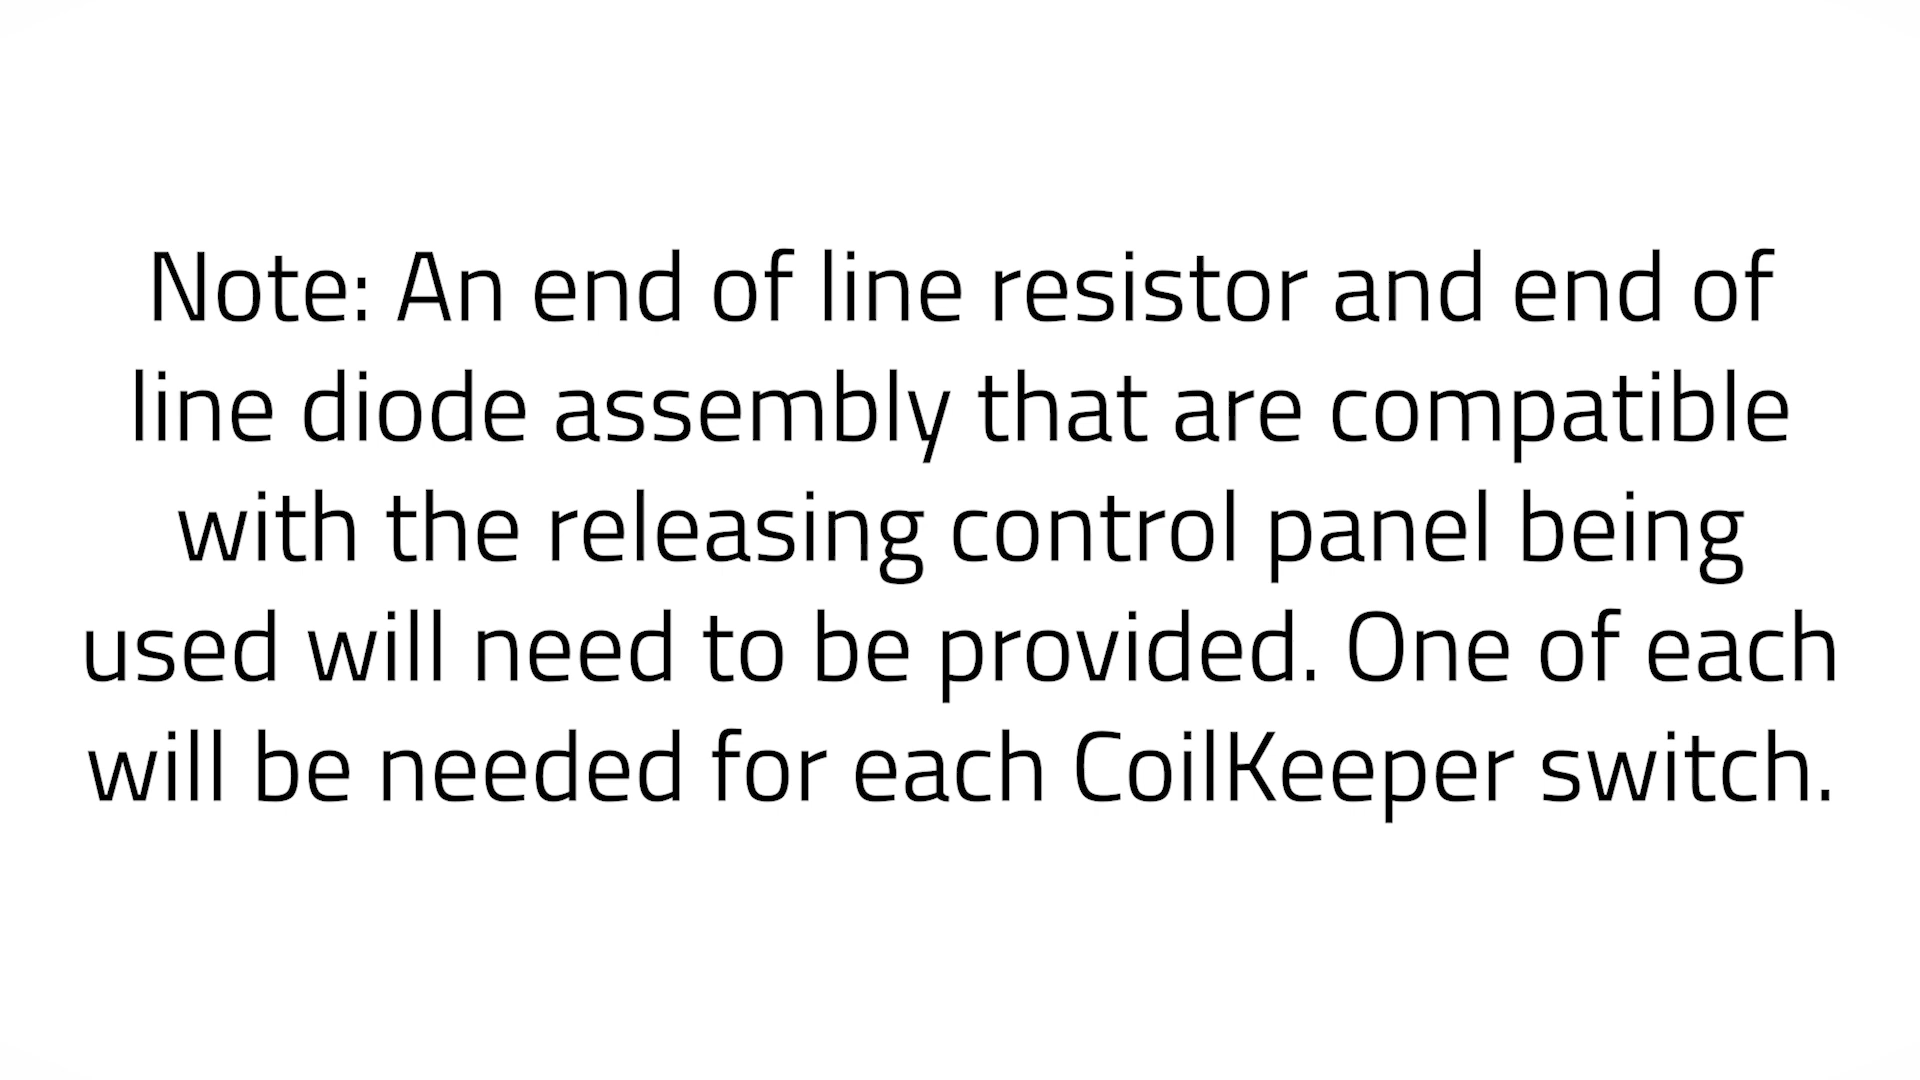 Note: An end of line resistor and end of
line diode assembly that are compatible
with the releasing control panel being
used will need to be provided. One of each
will be needed for each CoilKeeper switch.